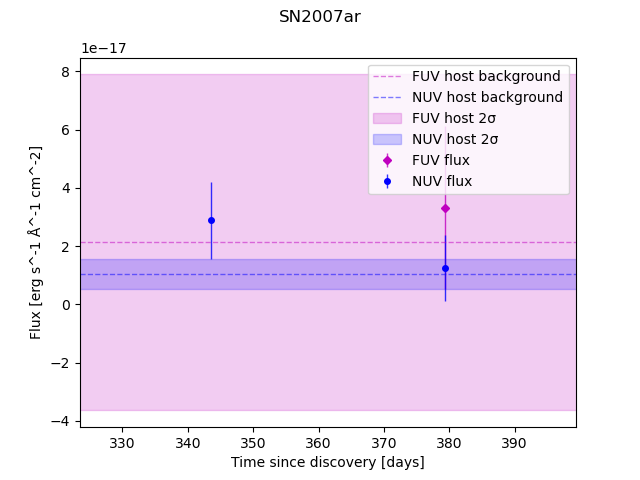 SN2007ar
1e−17
8
6
4
2
0
−2
−4
Flux [erg s^-1 Å^-1 cm^-2]
FUV host background
NUV host background
FUV host 2σ
NUV host 2σ
FUV flux
NUV flux
330 340 350 360 370 380 390
Time since discovery [days]